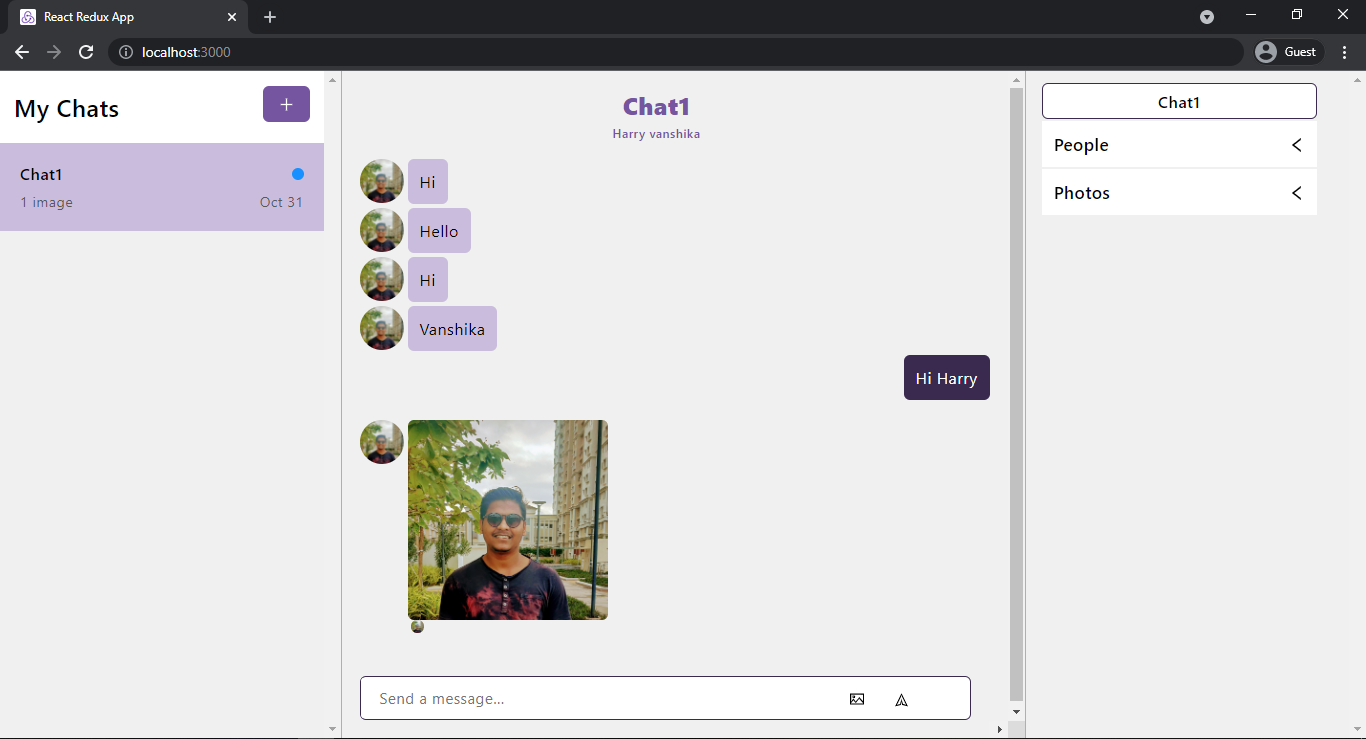 React Redux App
localhost:3000
Guest
My Chats
+
Chat1
1 image
Oct 31
Chat1
Harry vanshika
Hi
Hello
Hi
Vanshika
Hi Harry
Send a message...
Chat1
People
Photos